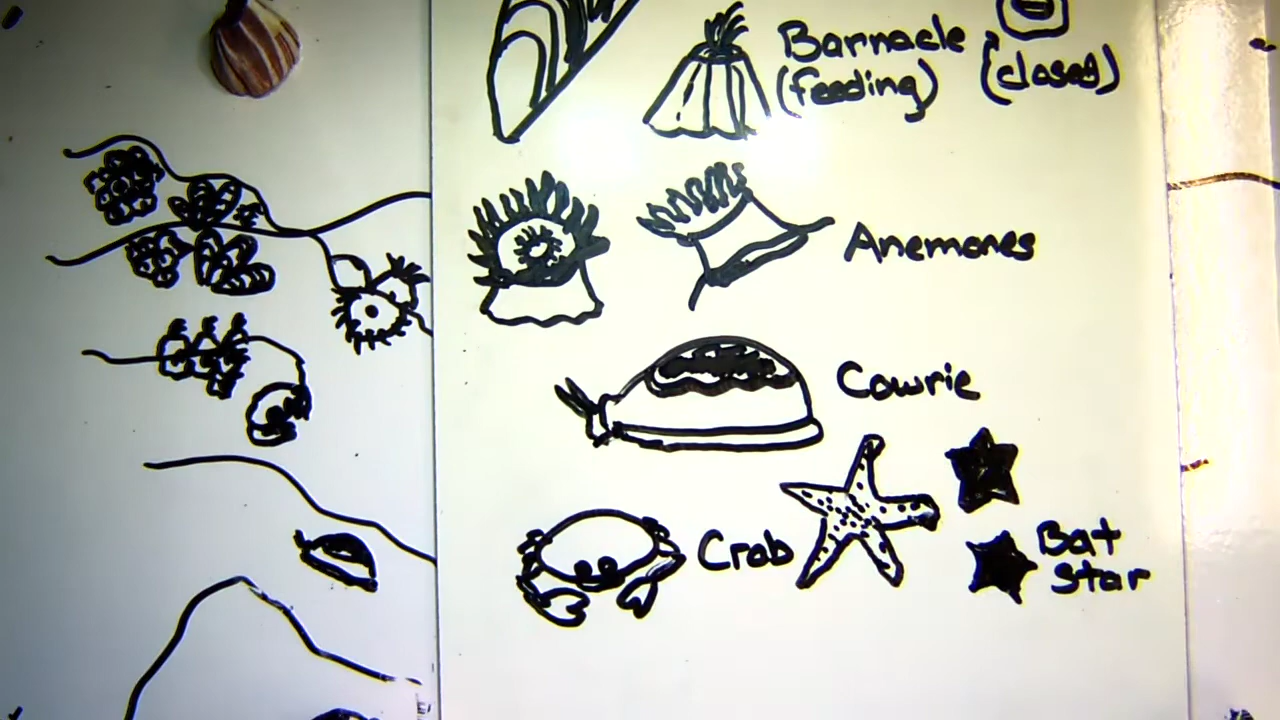 Barnacle
(feeding)
(closed)
Anemones
Cowrie
Crab
Bat
Star